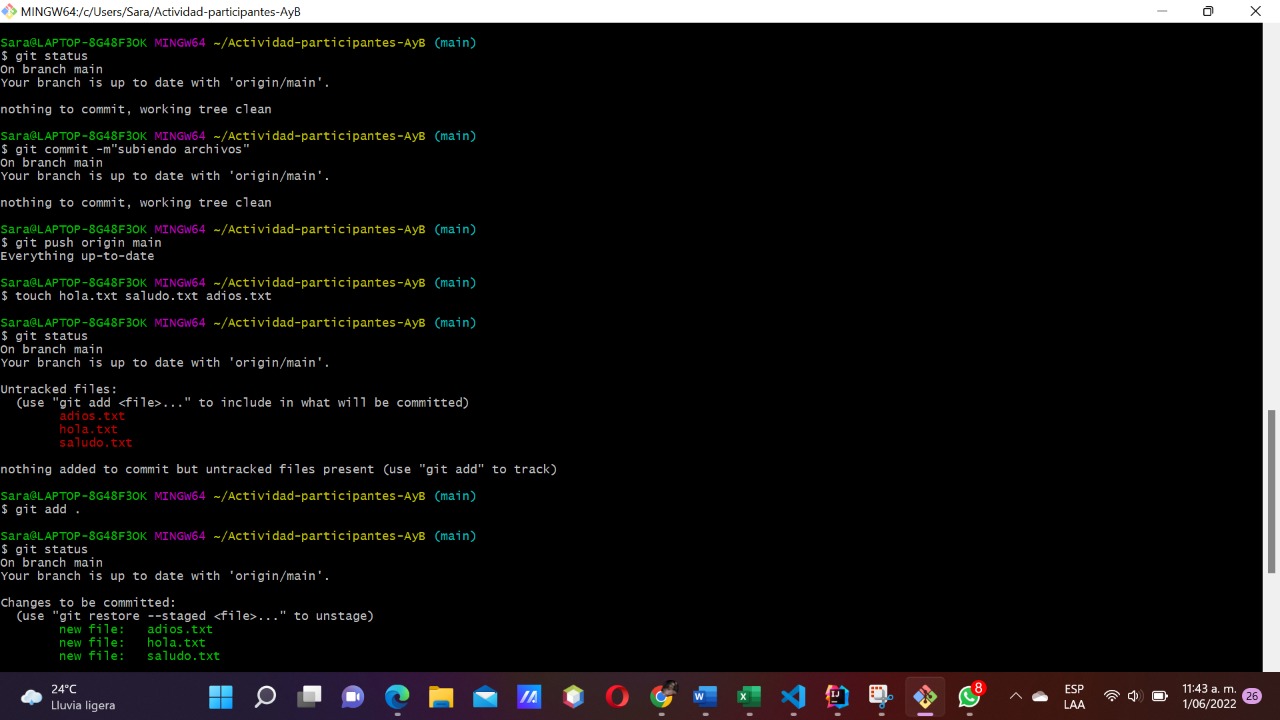 MINGW64:/c/Users/Sara/Actividad-participantes-AyB
Sara@LAPTOP-8G48F3OK MINGW64 ~/Actividad-participantes-AyB (main)
$ git status
On branch main
Your branch is up to date with 'origin/main'.
nothing to commit, working tree clean
Sara@LAPTOP-8G48F3OK MINGW64 ~/Actividad-participantes-AyB (main)
$ git commit -m"subiendo archivos"
On branch main
Your branch is up to date with 'origin/main'.
nothing to commit, working tree clean
Sara@LAPTOP-8G48F3OK MINGW64 ~/Actividad-participantes-AyB (main)
$ git push origin main
Everything up-to-date
Sara@LAPTOP-8G48F3OK MINGW64 ~/Actividad-participantes-AyB (main)
$ touch hola.txt saludo.txt adios.txt
Sara@LAPTOP-8G48F3OK MINGW64 ~/Actividad-participantes-AyB (main)
$ git status
On branch main
Your branch is up to date with 'origin/main'.
Untracked files:
(use "git add <file>..." to include in what will be committed)
adios.txt
hola.txt
saludo.txt
nothing added to commit but untracked files present (use "git add" to track)
Sara@LAPTOP-8G48F3OK MINGW64 ~/Actividad-participantes-AyB (main)
$ git add .
Sara@LAPTOP-8G48F3OK MINGW64 ~/Actividad-participantes-AyB (main)
$ git status
On branch main
Your branch is up to date with 'origin/main'.
Changes to be committed:
(use "git restore --staged <file>..." to unstage)
new file: adios.txt
new file: hola.txt
new file: saludo.txt
24°C
Lluvia ligera
8
ESP
LAA
11:43 a. m.
1/06/2022
26